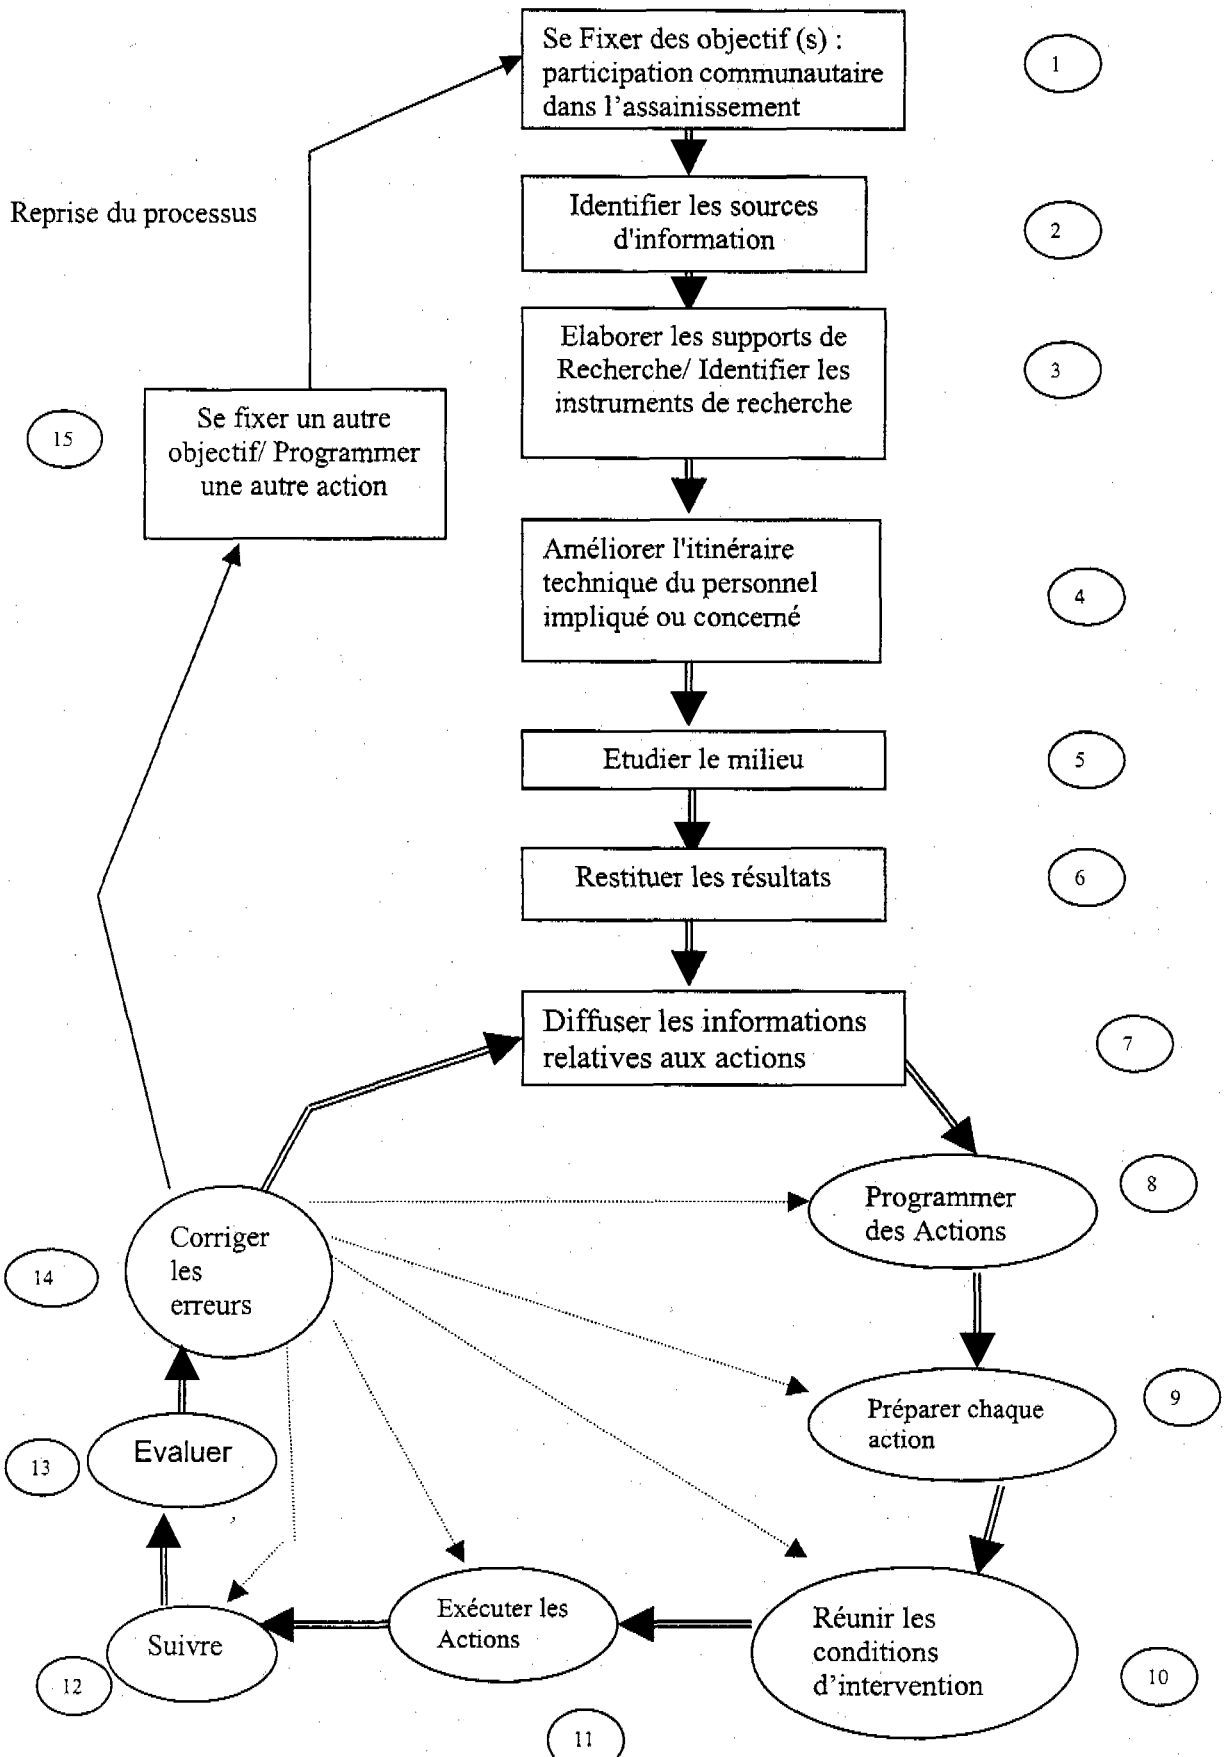 Se Fixer des objectif (s) :
participation communautaire
dans l'assainissement
1
Reprise du processus
Identifier les sources
d'information
2
Elaborer les supports de
Recherche/ Identifier les
instruments de recherche
3
15
Se fixer un autre
objectif/ Programmer
une autre action
Améliorer l'itinéraire
technique du personnel
impliqué ou concerné
4
Etudier le milieu
5
Restituer les résultats
6
Diffuser les informations
relatives aux actions
7
Programmer
des Actions
8
14
Corriger
les
erreurs
Préparer chaque
action
9
13
Evaluer
Réunir les
conditions
d'intervention
10
Exécuter les
Actions
11
Suivre
12